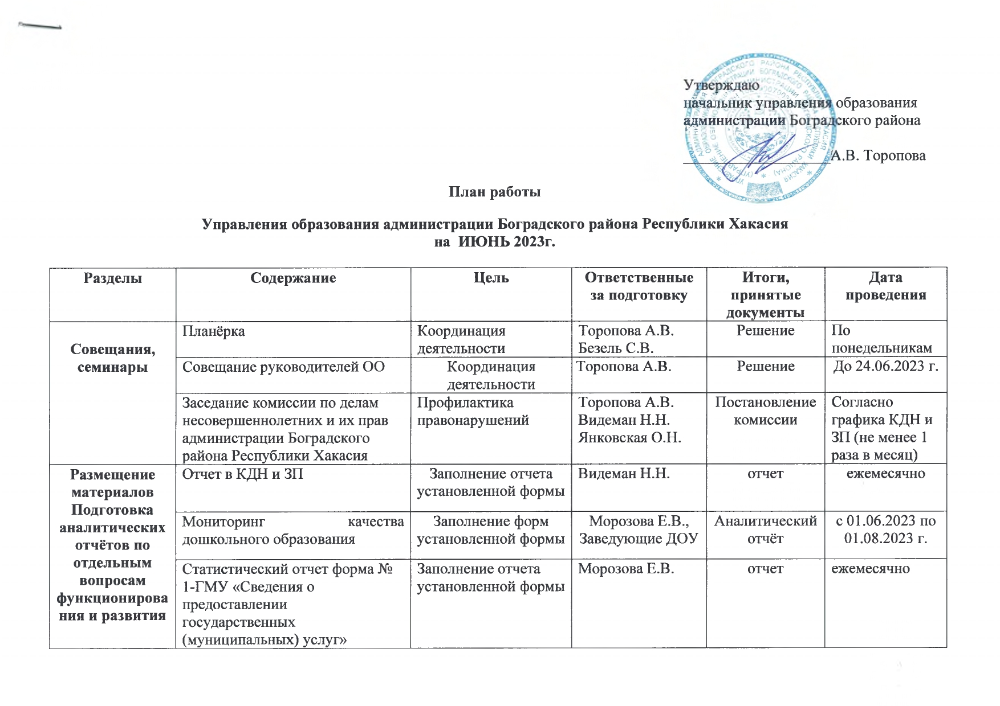 Утверждаю
начальник управления образования
администрации Боградского района
А.В. Торопова
План работы
Управления образования администрации Боградского района Республики Хакасия
на ИЮНЬ 2023г.
Разделы
Содержание
Цель
Ответственные
за подготовку
Итоги,
принятые
документы
Дата
проведения
Совещания,
семинары
Планёрка
Координация
деятельности
Торопова А.В.
Безель С.В.
Решение
По
понедельникам
Совещание руководителей ОО
Координация
деятельности
Торопова А.В.
Решение
До 24.06.2023 г.
Заседание комиссии по делам
несовершеннолетних и их прав
администрации Боградского
района Республики Хакасия
Профилактика
правонарушений
Торопова А.В.
Видеман Н.Н.
Янковская О.Н.
Постановление
комиссии
Согласно
графика КДН и
ЗП (не менее 1
раза в месяц)
Размещение
материалов
Подготовка
аналитических
отчётов по
отдельным
вопросам
функционирова
ния и развития
Отчет в КДН и ЗП
Заполнение отчета
установленной формы
Видеман Н.Н.
отчет
ежемесячно
Мониторинг качества
дошкольного образования
Заполнение форм
установленной формы
Морозова Е.В.,
Заведующие ДОУ
Аналитический
отчёт
с 01.06.2023 по
01.08.2023 г.
Статистический отчет форма №
1-ГМУ «Сведения о
предоставлении
государственных
(муниципальных) услуг»
Заполнение отчета
установленной формы
Морозова Е.В.
отчет
ежемесячно